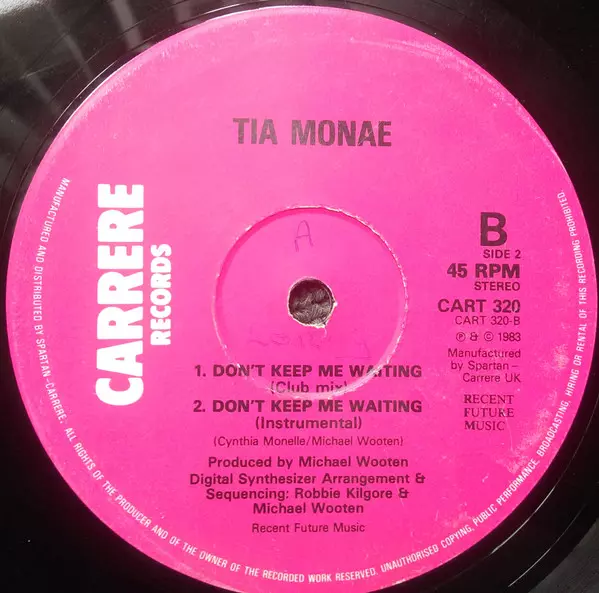 TIA MONAE
CARRERE
RECORDS
A
B
SIDE 2
45 RPM
STEREO
CART 320
CART 320-B
℗ & © 1983
Manufactured
by Spartan -
Carrere UK
RECENT
FUTURE
MUSIC
1. DON'T KEEP ME WAITING
(Club mix)
2. DON'T KEEP ME WAITING
(Instrumental)
(Cynthia Monelle/Michael Wooten)
Produced by Michael Wooten
Digital Synthesizer Arrangement &
Sequencing: Robbie Kilgore &
Michael Wooten
Recent Future Music
MANUFACTURED AND DISTRIBUTED BY SPARTAN-CARRERE. ALL RIGHTS OF THE PRODUCER AND OF THE OWNER OF THE RECORDED WORK RESERVED. UNAUTHORISED COPYING, PUBLIC PERFORMANCE, BROADCASTING, HIRING OR RENTAL OF THIS RECORDING PROHIBITED.